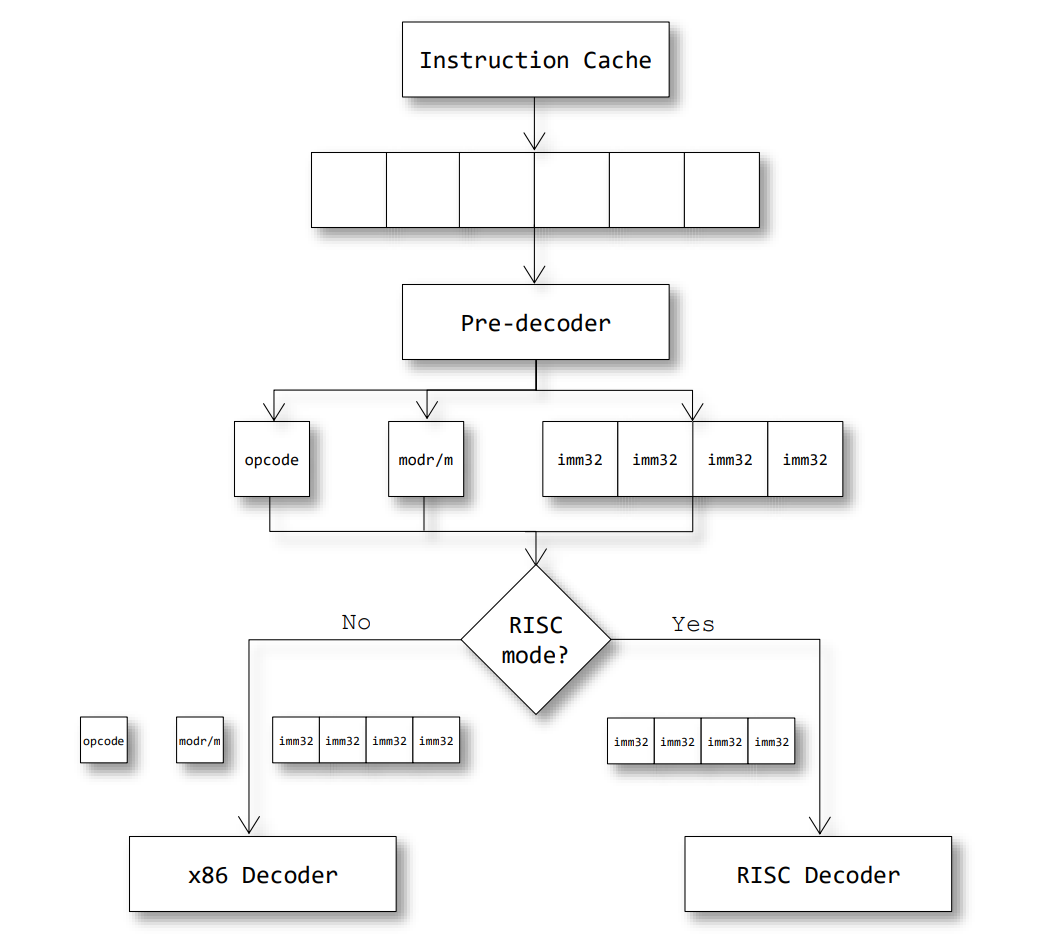 Instruction Cache
Pre-decoder
opcode
modr/m
imm32
imm32
imm32
imm32
RISC
mode?
No
Yes
opcode
modr/m
imm32
imm32
imm32
imm32
imm32
imm32
imm32
imm32
x86 Decoder
RISC Decoder